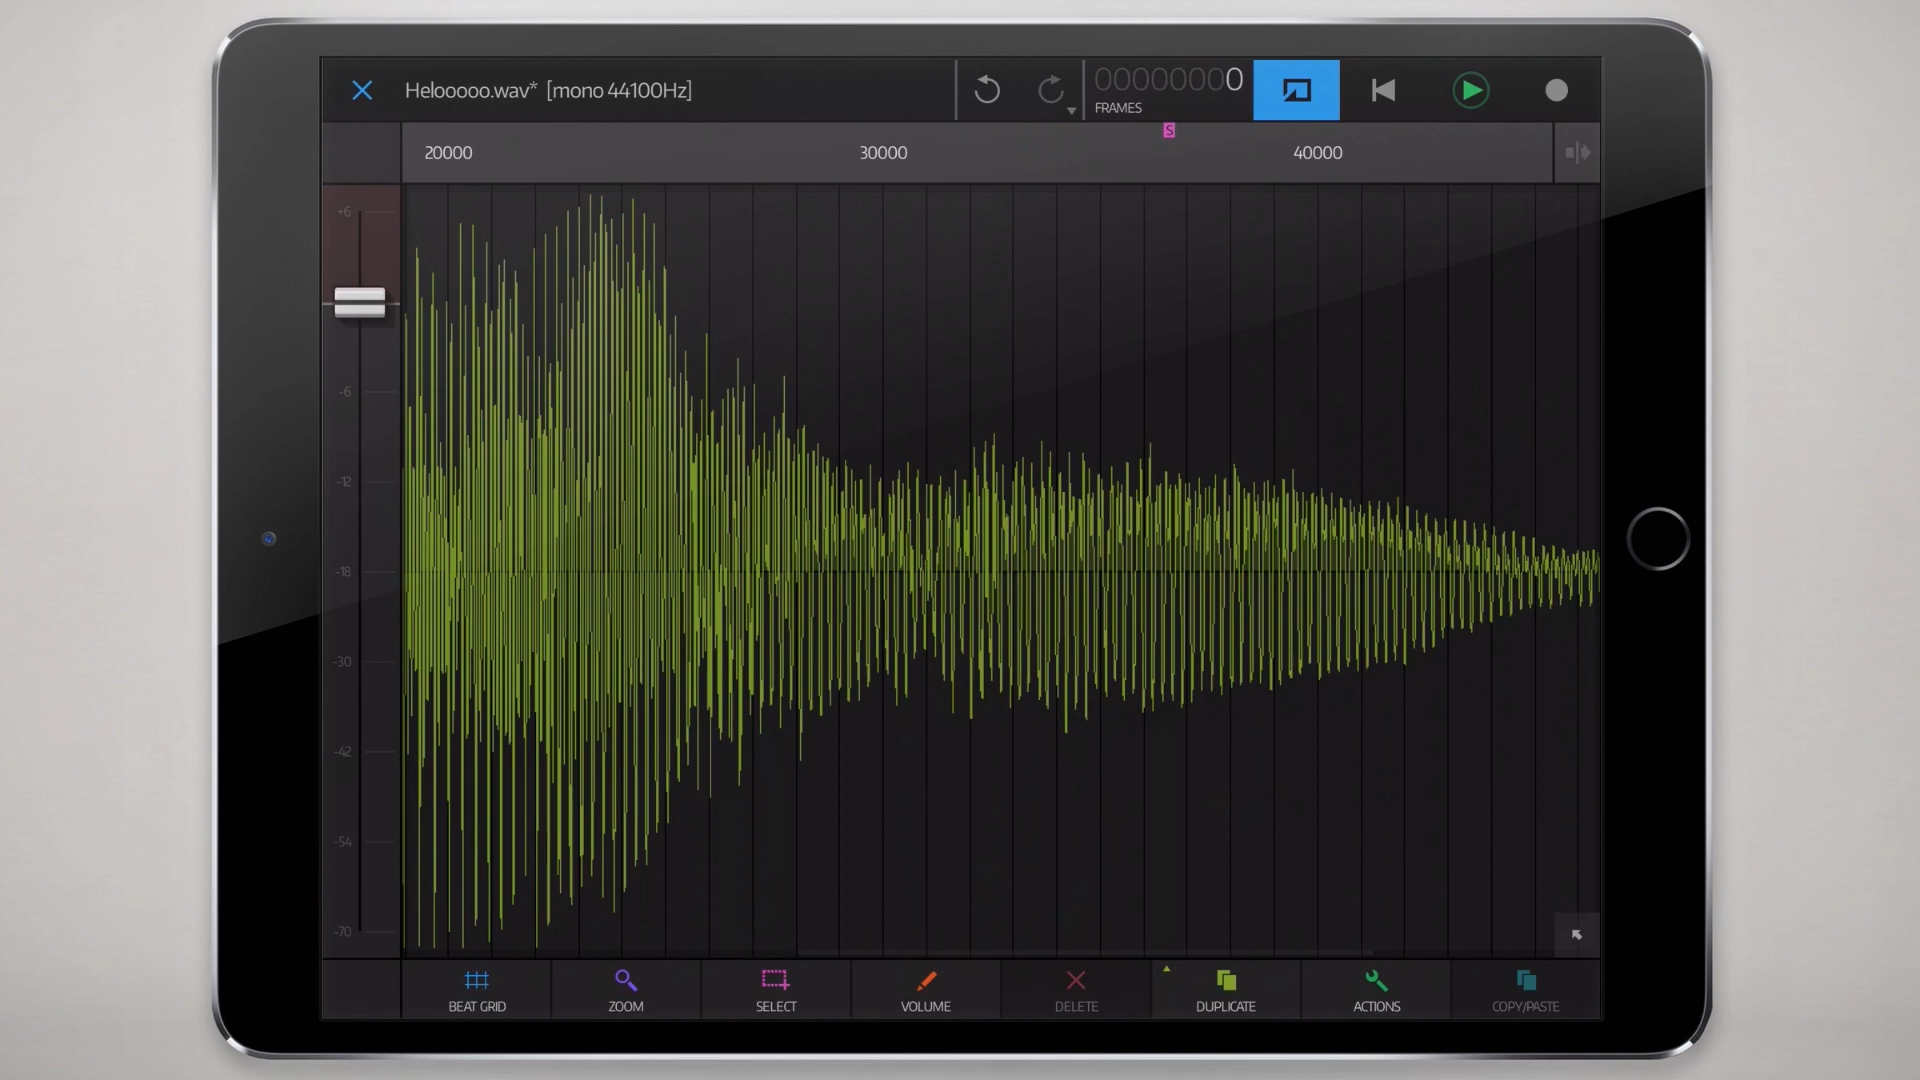 Helooooo.wav* [mono 44100Hz]
00000000
FRAMES
S
20000 30000 40000
+6
-6
-12
-18
-30
-42
-54
-70
BEAT GRID ZOOM SELECT VOLUME DELETE DUPLICATE ACTIONS COPY/PASTE